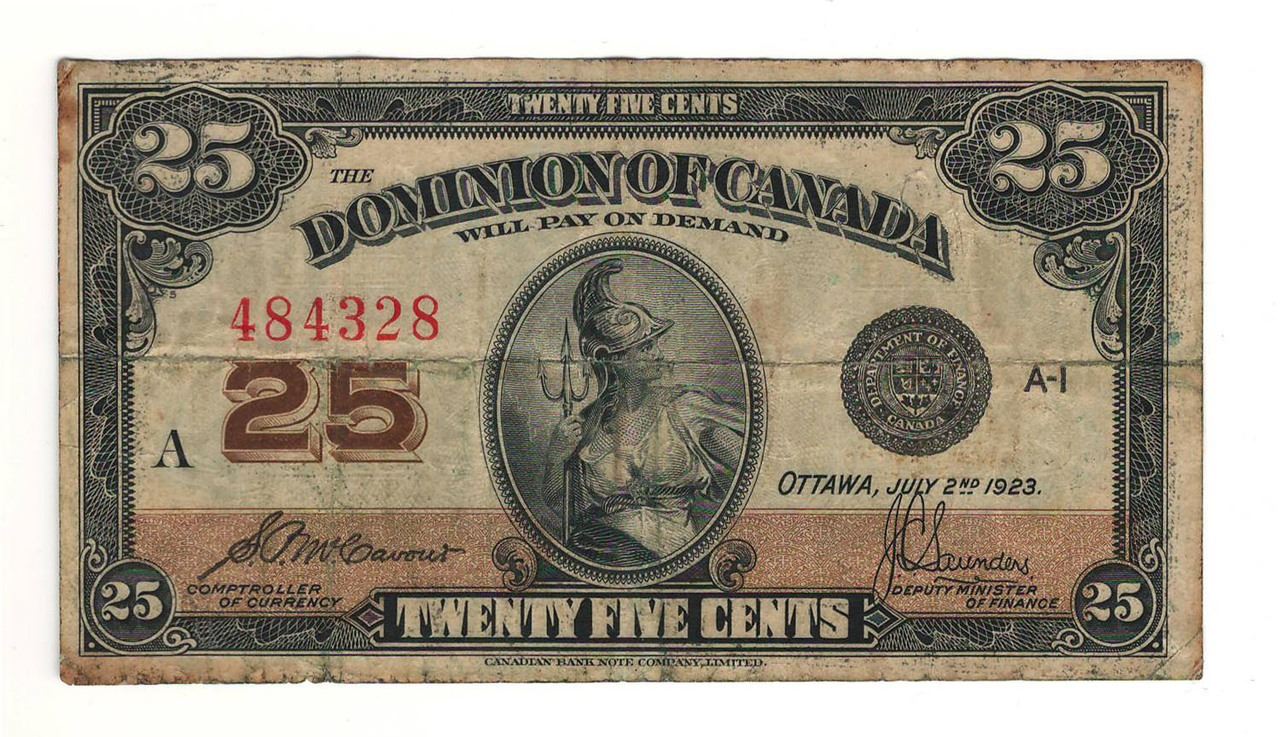 TWENTY FIVE CENTS
25
25
THE
DOMINION OF CANADA
WILL PAY ON DEMAND
484328
25
DEPARTMENT OF FINANCE
CANADA
A-1
A
OTTAWA, JULY 2ND 1923.
J.C. Saunders
COMPTROLLER
OF CURRENCY
DEPUTY MINISTER
OF FINANCE
25
25
TWENTY FIVE CENTS
CANADIAN BANK NOTE COMPANY, LIMITED.